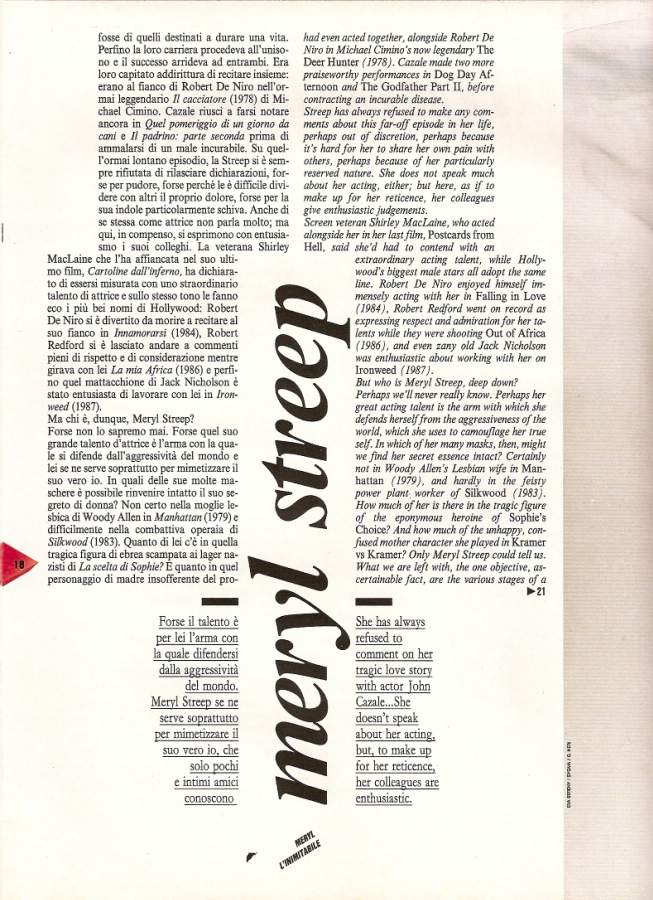 fosse di quelli destinati a durare una vita.
Perfino la loro carriera procedeva all'uniso-
no e il successo arrideva ad entrambi. Era
loro capitato addirittura di recitare insieme:
erano al fianco di Robert De Niro nell'or-
mai leggendario Il cacciatore (1978) di Mi-
chael Cimino. Cazale riuscì a farsi notare
ancora in Quel pomeriggio di un giorno da
cani e Il padrino: parte seconda prima di
ammalarsi di un male incurabile. Su quel-
l'ormai lontano episodio, la Streep si è sem-
pre rifiutata di rilasciare dichiarazioni, for-
se per pudore, forse perché le è difficile divi-
dere con altri il proprio dolore, forse per la
sua indole particolarmente schiva. Anche di
se stessa come attrice non parla molto; ma
qui, in compenso, si esprimono con entusia-
smo i suoi colleghi. La veterana Shirley
MacLaine che l'ha affiancata nel suo ulti-
mo film, Cartoline dall'inferno, ha dichiara-
to di essersi misurata con uno straordinario
talento di attrice e sullo stesso tono le fanno
eco i più bei nomi di Hollywood: Robert
De Niro si è divertito da morire a recitare al
suo fianco in Innamorarsi (1984), Robert
Redford si è lasciato andare a commenti
pieni di rispetto e di considerazione mentre
girava con lei La mia Africa (1986) e perfi-
no quel mattacchione di Jack Nicholson è
stato entusiasta di lavorare con lei in Iron-
weed (1987).
Ma chi è, dunque, Meryl Streep?
Forse non lo sapremo mai. Forse quel suo
grande talento d'attrice è l'arma con la qua-
le si difende dall'aggressività del mondo e
lei se ne serve soprattutto per mimetizzare il
suo vero io. In quali delle sue molte ma-
schere è possibile rinvenire intatto il suo se-
greto di donna? Non certo nella moglie le-
sbica di Woody Allen in Manhattan (1979) e
difficilmente nella combattiva operaia di
Silkwood (1983). Quanto di lei c'è in quella
tragica figura di ebrea scampata ai lager na-
zisti di La scelta di Sophie? E quanto in quel
personaggio di madre insofferente del pro-
had even acted together, alongside Robert De
Niro in Michael Cimino's now legendary The
Deer Hunter (1978). Cazale made two more
praiseworthy performances in Dog Day Af-
ternoon and The Godfather Part II, before
contracting an incurable disease.
Streep has always refused to make any com-
ments about this far-off episode in her life,
perhaps out of discretion, perhaps because
it's hard for her to share her own pain with
others, perhaps because of her particularly
reserved nature. She does not speak much
about her acting, either; but here, as if to
make up for her reticence, her colleagues
give enthusiastic judgements.
Screen veteran Shirley MacLaine, who acted
alongside her in her last film, Postcards from
Hell, said she'd had to contend with an
extraordinary acting talent, while Holly-
wood's biggest male stars all adopt the same
line. Robert De Niro enjoyed himself im-
mensely acting with her in Falling in Love
(1984), Robert Redford went on record as
expressing respect and admiration for her ta-
lents while they were shooting Out of Africa
(1986), and even zany old Jack Nicholson
was enthusiastic about working with her on
Ironweed (1987).
But who is Meryl Streep, deep down?
Perhaps we'll never really know. Perhaps her
great acting talent is the arm with which she
defends herself from the aggressiveness of the
world, which she uses to camouflage her true
self. In which of her many masks, then, might
we find her secret essence intact? Certainly
not in Woody Allen's Lesbian wife in Man-
hattan (1979), and hardly in the feisty
power plant worker of Silkwood (1983).
How much of her is there in the tragic figure
of the eponymous heroine of Sophie's
Choice? And how much of the unhappy, con-
fused mother character she played in Kramer
vs Kramer? Only Meryl Streep could tell us.
What we are left with, the one objective, as-
certainable fact, are the various stages of a
▶21
meryl streep
18
Forse il talento è
per lei l'arma con
la quale difendersi
dalla aggressività
del mondo.
Meryl Streep se ne
serve soprattutto
per mimetizzare il
suo vero io, che
solo pochi
e intimi amici
conoscono
She has always
refused to
comment on her
tragic love story
with actor John
Cazale...She
doesn't speak
about her acting,
but, to make up
for her reticence,
her colleagues are
enthusiastic.
MERYL
L'INIMITABILE